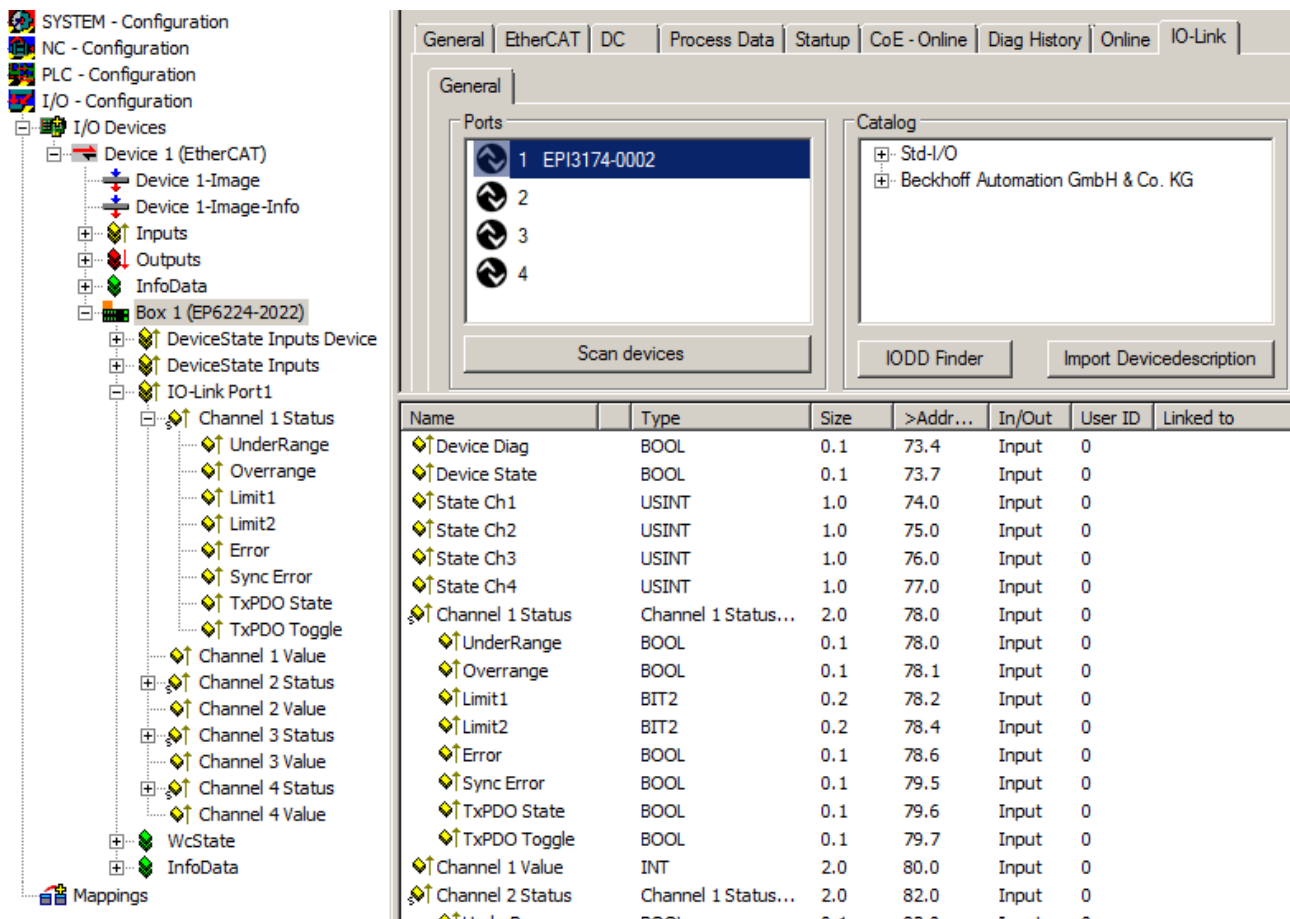 SYSTEM - Configuration
NC - Configuration
PLC - Configuration
I/O - Configuration
I/O Devices
Device 1 (EtherCAT)
Device 1-Image
Device 1-Image-Info
Inputs
Outputs
InfoData
Box 1 (EP6224-2022)
DeviceState Inputs Device
DeviceState Inputs
IO-Link Port1
Channel 1 Status
UnderRange
Overrange
Limit1
Limit2
Error
Sync Error
TxPDO State
TxPDO Toggle
Channel 1 Value
Channel 2 Status
Channel 2 Value
Channel 3 Status
Channel 3 Value
Channel 4 Status
Channel 4 Value
WcState
InfoData
Mappings
General EtherCAT DC Process Data Startup CoE - Online Diag History Online IO-Link
General
Ports
1 EPI3174-0002
2
3
4
Scan devices
Catalog
Std-I/O
Beckhoff Automation GmbH & Co. KG
IODD Finder Import Devicedescription
Name Type Size >Addr... In/Out User ID Linked to
Device Diag BOOL 0.1 73.4 Input 0
Device State BOOL 0.1 73.7 Input 0
State Ch1 USINT 1.0 74.0 Input 0
State Ch2 USINT 1.0 75.0 Input 0
State Ch3 USINT 1.0 76.0 Input 0
State Ch4 USINT 1.0 77.0 Input 0
Channel 1 Status Channel 1 Status... 2.0 78.0 Input 0
UnderRange BOOL 0.1 78.0 Input 0
Overrange BOOL 0.1 78.1 Input 0
Limit1 BIT2 0.2 78.2 Input 0
Limit2 BIT2 0.2 78.4 Input 0
Error BOOL 0.1 78.6 Input 0
Sync Error BOOL 0.1 79.5 Input 0
TxPDO State BOOL 0.1 79.6 Input 0
TxPDO Toggle BOOL 0.1 79.7 Input 0
Channel 1 Value INT 2.0 80.0 Input 0
Channel 2 Status Channel 1 Status... 2.0 82.0 Input 0